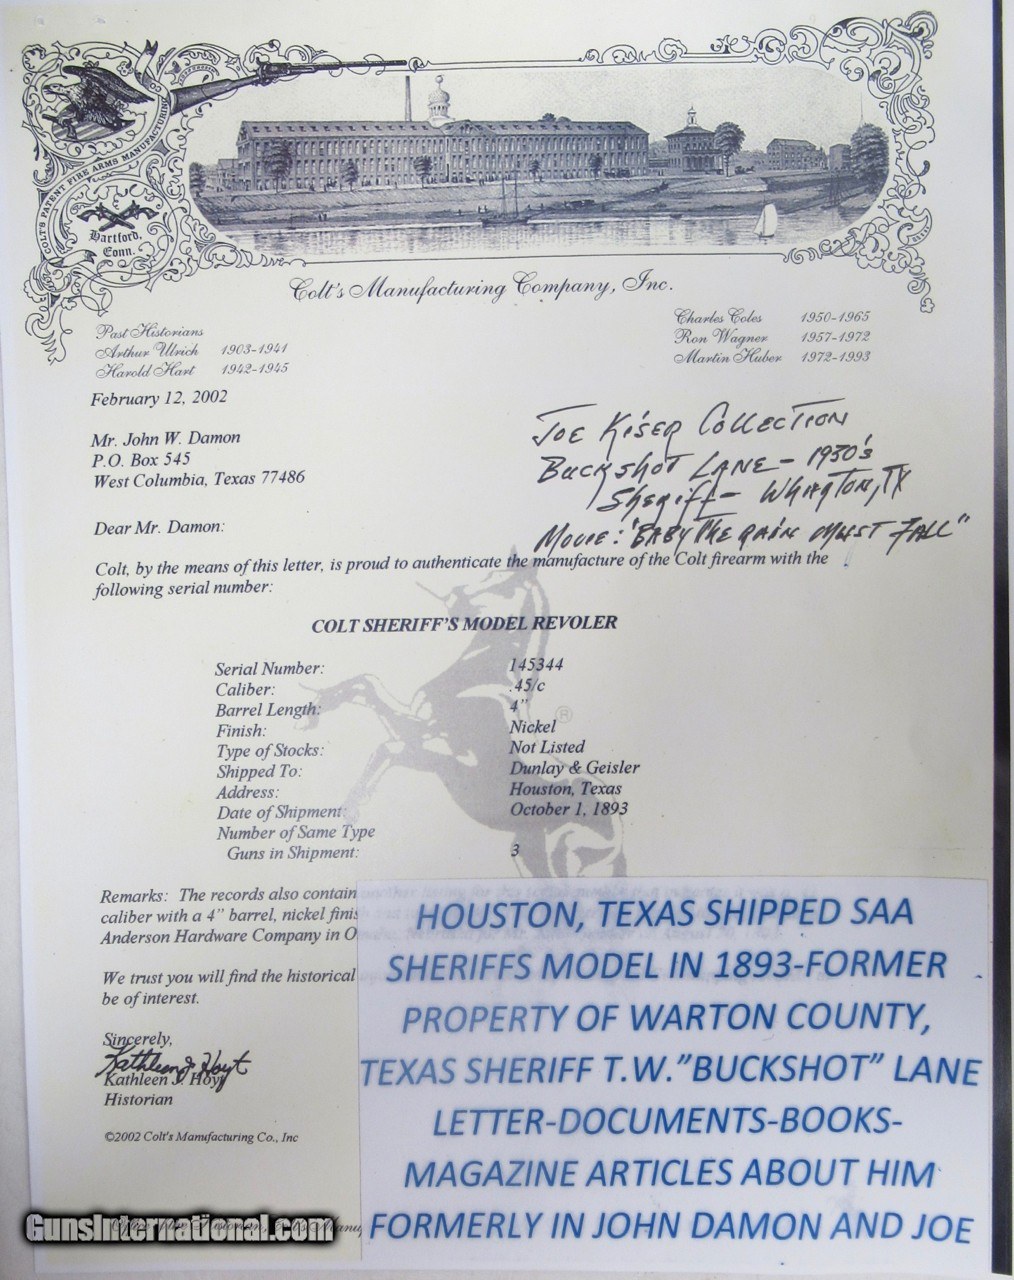 COLT'S PATENT FIRE ARMS MANUFACTURING
Hartford,
Conn.
Colt's Manufacturing Company, Inc.
Past Historians
Arthur Ulrich 1903-1941
Harold Hart 1942-1945
Charles Coles 1950-1965
Ron Wagner 1957-1972
Martin Huber 1972-1993
February 12, 2002
Mr. John W. Damon
P.O. Box 545
West Columbia, Texas 77486
JOE KISER COLLECTION
BUCKSHOT LANE - 1930's
SHERIFF - WHARTON, TX
MOVIE: "BABY THE RAIN MUST FALL"
Dear Mr. Damon:
Colt, by the means of this letter, is proud to authenticate the manufacture of the Colt firearm with the
following serial number:
COLT SHERIFF'S MODEL REVOLER
Serial Number: 145344
Caliber: .45/c
Barrel Length: 4"
Finish: Nickel
Type of Stocks: Not Listed
Shipped To: Dunlay & Geisler
Address: Houston, Texas
Date of Shipment: October 1, 1893
Number of Same Type
Guns in Shipment: 3
®
Remarks: The records also contain
caliber with a 4" barrel, nickel finis
Anderson Hardware Company in O
We trust you will find the historical
be of interest.
Sincerely,
Kathleen J. Hoyt
Kathleen J. Hoyt
Historian
©2002 Colt's Manufacturing Co., Inc
HOUSTON, TEXAS SHIPPED SAA
SHERIFFS MODEL IN 1893-FORMER
PROPERTY OF WARTON COUNTY,
TEXAS SHERIFF T.W."BUCKSHOT" LANE
LETTER-DOCUMENTS-BOOKS-
MAGAZINE ARTICLES ABOUT HIM
FORMERLY IN JOHN DAMON AND JOE
GunsInternational.com